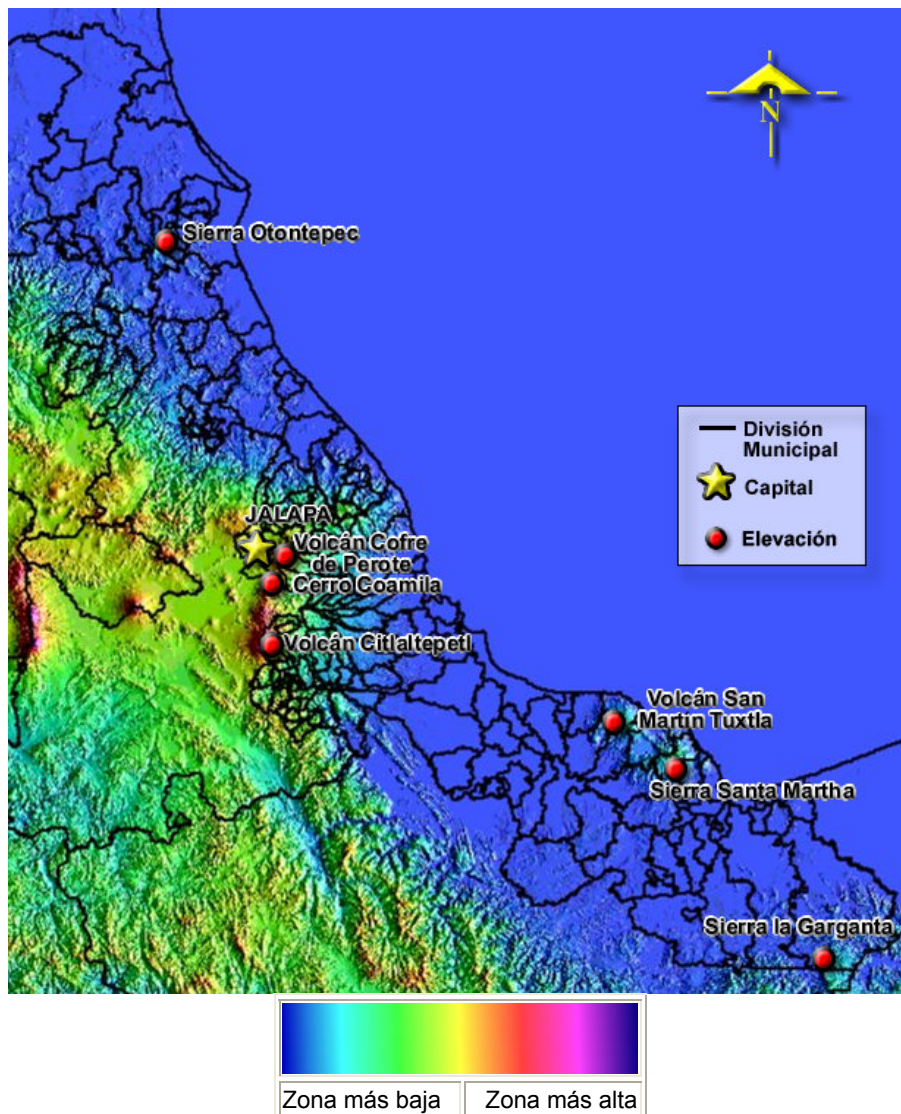 N
Sierra Otontepec
División
Municipal
Capital
Elevación
JALAPA
Volcán Cofre
de Perote
Cerro Coamila
Volcán Citlaltepetl
Volcán San
Martín Tuxtla
Sierra Santa Martha
Sierra la Garganta
Zona más baja
Zona más alta